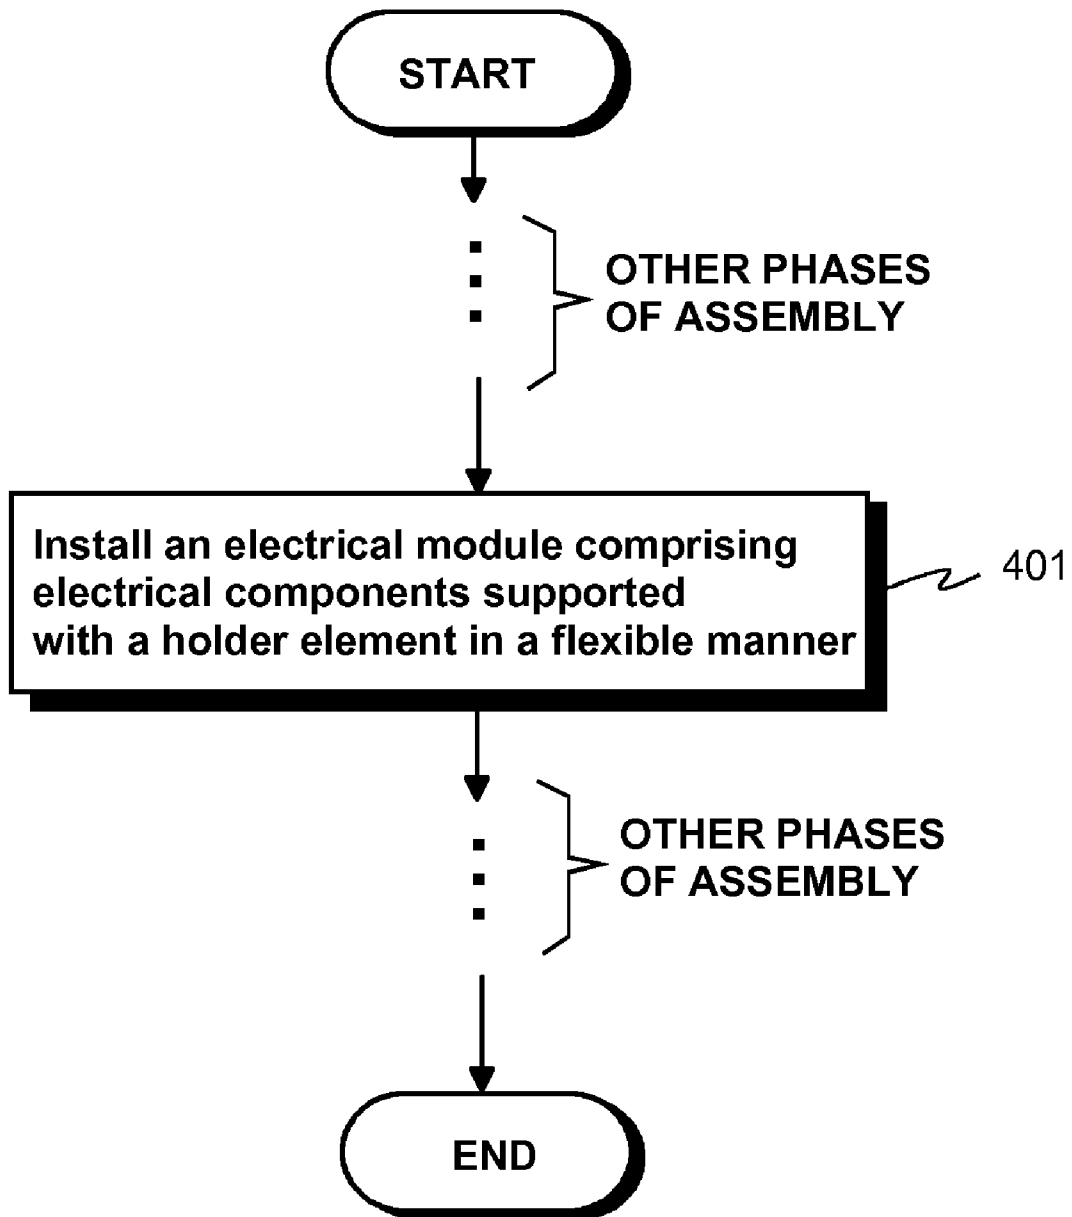 START
OTHER PHASES
OF ASSEMBLY
Install an electrical module comprising
electrical components supported
with a holder element in a flexible manner
401
OTHER PHASES
OF ASSEMBLY
END